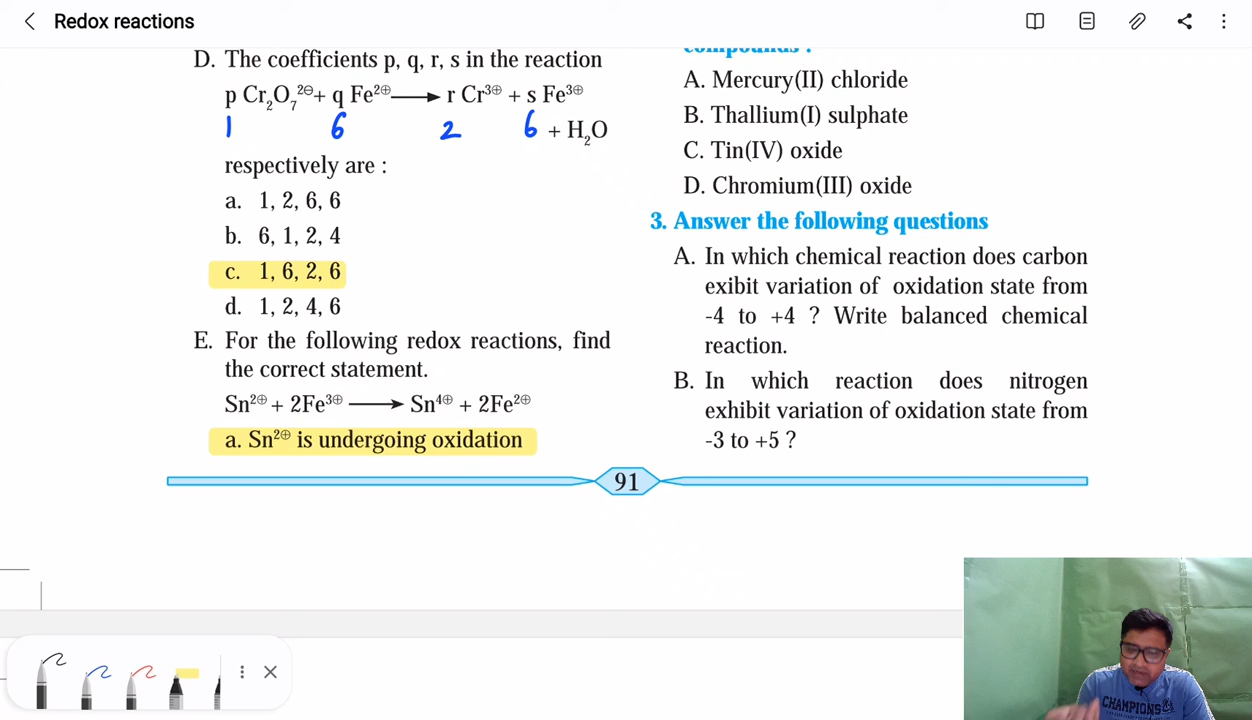 Redox reactions
D. The coefficients p, q, r, s in the reaction
p Cr₂O₇²⊖ + q Fe²⊕ ⟶ r Cr³⊕ + s Fe³⊕
1 6 2 6 + H₂O
respectively are :
a. 1, 2, 6, 6
b. 6, 1, 2, 4
c. 1, 6, 2, 6
d. 1, 2, 4, 6
E. For the following redox reactions, find
the correct statement.
Sn²⊕ + 2Fe³⊕ ⟶ Sn⁴⊕ + 2Fe²⊕
a. Sn²⊕ is undergoing oxidation
compounds :
A. Mercury(II) chloride
B. Thallium(I) sulphate
C. Tin(IV) oxide
D. Chromium(III) oxide
3. Answer the following questions
A. In which chemical reaction does carbon
exibit variation of oxidation state from
-4 to +4 ? Write balanced chemical
reaction.
B. In which reaction does nitrogen
exhibit variation of oxidation state from
-3 to +5 ?
91
CHAMPIONS